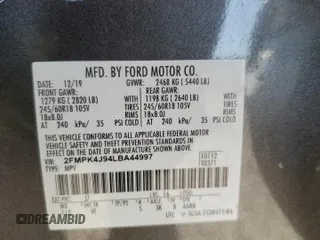 MFD. BY FORD MOTOR CO.
DATE: 12/19 GVWR: 2468 KG ( 5440 LB)
FRONT GAWR: REAR GAWR:
1279 KG ( 2820 LB) 1198 KG ( 2640 LB)
245/60R18 105V 245/60R18 105V
18x8.0J 18x8.0J
AT 240 kPa/ 35 PSI COLD AT 240 kPa/ 35 PSI COLD
THIS VEHICLE CONFORMS TO ALL APPLICABLE FEDERAL MOTOR
VEHICLE SAFETY AND THEFT PREVENTION STANDARDS IN EFFECT ON
THE DATE OF MANUFACTURE SHOWN ABOVE.
VIN: 2FMPK4J94LBA44997
TYPE: MPV
F0112
DREAMBID